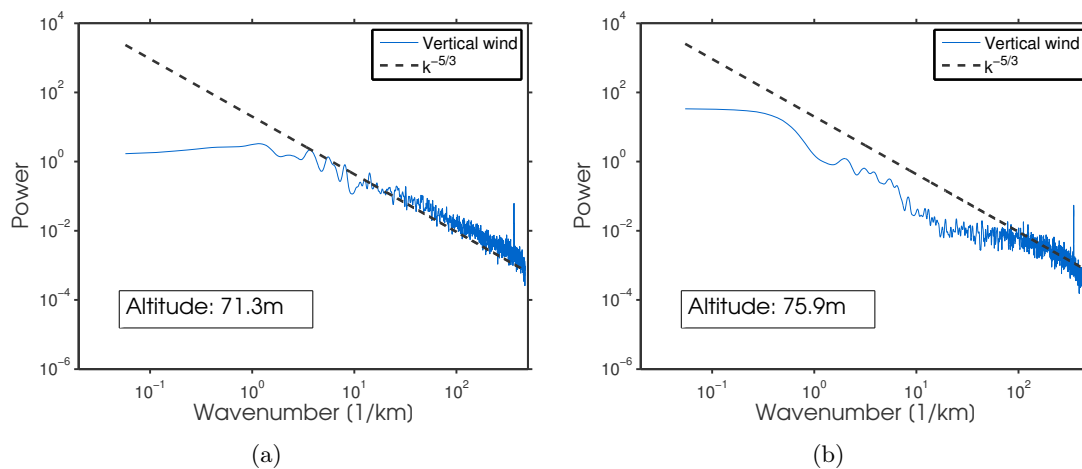 10^4
10^2
10^0
10^-2
10^-4
10^-6
Power
Vertical wind
k^-5/3
Altitude: 71.3m
10^-1
10^0
10^1
10^2
Wavenumber (1/km)
(a)
10^4
10^2
10^0
10^-2
10^-4
10^-6
Power
Vertical wind
k^-5/3
Altitude: 75.9m
10^-1
10^0
10^1
10^2
Wavenumber (1/km)
(b)